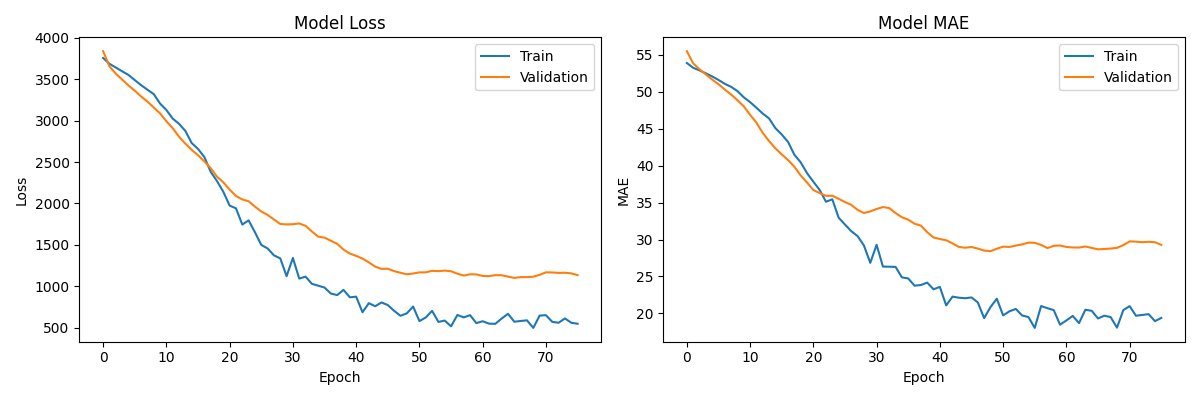 Model Loss
4000
3500
3000
2500
2000
1500
1000
500
Loss
0 10 20 30 40 50 60 70
Epoch
Train
Validation
Model MAE
55
50
45
40
35
30
25
20
MAE
0 10 20 30 40 50 60 70
Epoch
Train
Validation